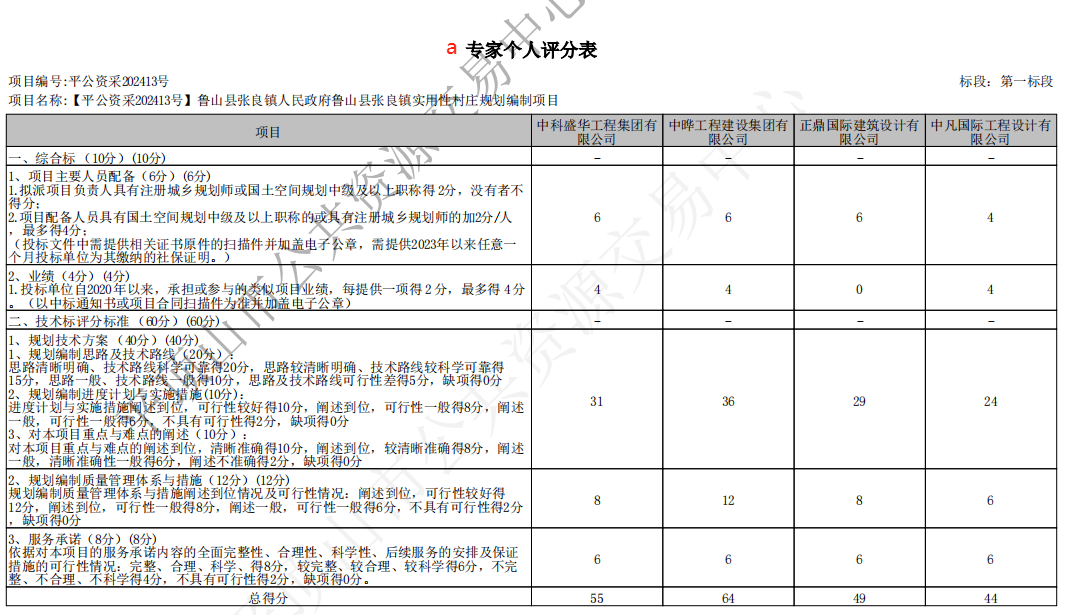 a 专家个人评分表
项目编号:平公资采202413号
标段：第一标段
项目名称:【平公资采202413号】鲁山县张良镇人民政府鲁山县张良镇实用性村庄规划编制项目
项目
中科盛华工程集团有
限公司
中晔工程建设集团有
限公司
正鼎国际建筑设计有
限公司
中凡国际工程设计有
限公司
一、综合标（10分）(10分)
—
—
—
—
1、项目主要人员配备（6分）(6分)
1.拟派项目负责人具有注册城乡规划师或国土空间规划中级及以上职称得 2分，没有者不
得分；
2.项目配备人员具有国土空间规划中级及以上职称的或具有注册城乡规划师的加2分/人
，最多得4分；
（投标文件中需提供相关证书原件的扫描件并加盖电子公章，需提供2023年以来任意一
个月投标单位为其缴纳的社保证明。）
6
6
6
4
2、业绩（4分）(4分)
1.投标单位自2020年以来，承担或参与的类似项目业绩，每提供一项得 2 分，最多得 4 分
。（以中标通知书或项目合同扫描件为准并加盖电子公章）
4
4
0
4
二、技术标评分标准（60分）(60分)
—
—
—
—
1、规划技术方案（40分）(40分)
1、规划编制思路及技术路线（20分）：
思路清晰明确、技术路线科学可靠得20分，思路较清晰明确、技术路线较科学可靠得
15分，思路一般、技术路线一般得10分，思路及技术路线可行性差得5分，缺项得0分
2、规划编制进度计划与实施措施(10分)：
进度计划与实施措施阐述到位，可行性较好得10分，阐述到位，可行性一般得8分，阐述
一般，可行性一般得6分，不具有可行性得2分，缺项得0分
3、对本项目重点与难点的阐述（10分）：
对本项目重点与难点的阐述到位，清晰准确得10分，阐述到位，较清晰准确得8分，阐述
一般，清晰准确性一般得6分，阐述不准确得2分，缺项得0分
31
36
29
24
2、规划编制质量管理体系与措施（12分）(12分)
规划编制质量管理体系与措施阐述到位情况及可行性情况：阐述到位，可行性较好得
12分，阐述到位，可行性一般得8分，阐述一般，可行性一般得6分，不具有可行性得2分
，缺项得0分
8
12
8
6
3、服务承诺（8分）(8分)
依据对本项目的服务承诺内容的全面完整性、合理性、科学性、后续服务的安排及保证
措施的可行性情况：完整、合理、科学、得8分，较完整、较合理、较科学得6分，不完
整、不合理、不科学得4分，不具有可行性得2分，缺项得0分。
6
6
6
6
总得分
55
64
49
44
平顶山市公共资源交易中心
平顶山市公共资源交易中心